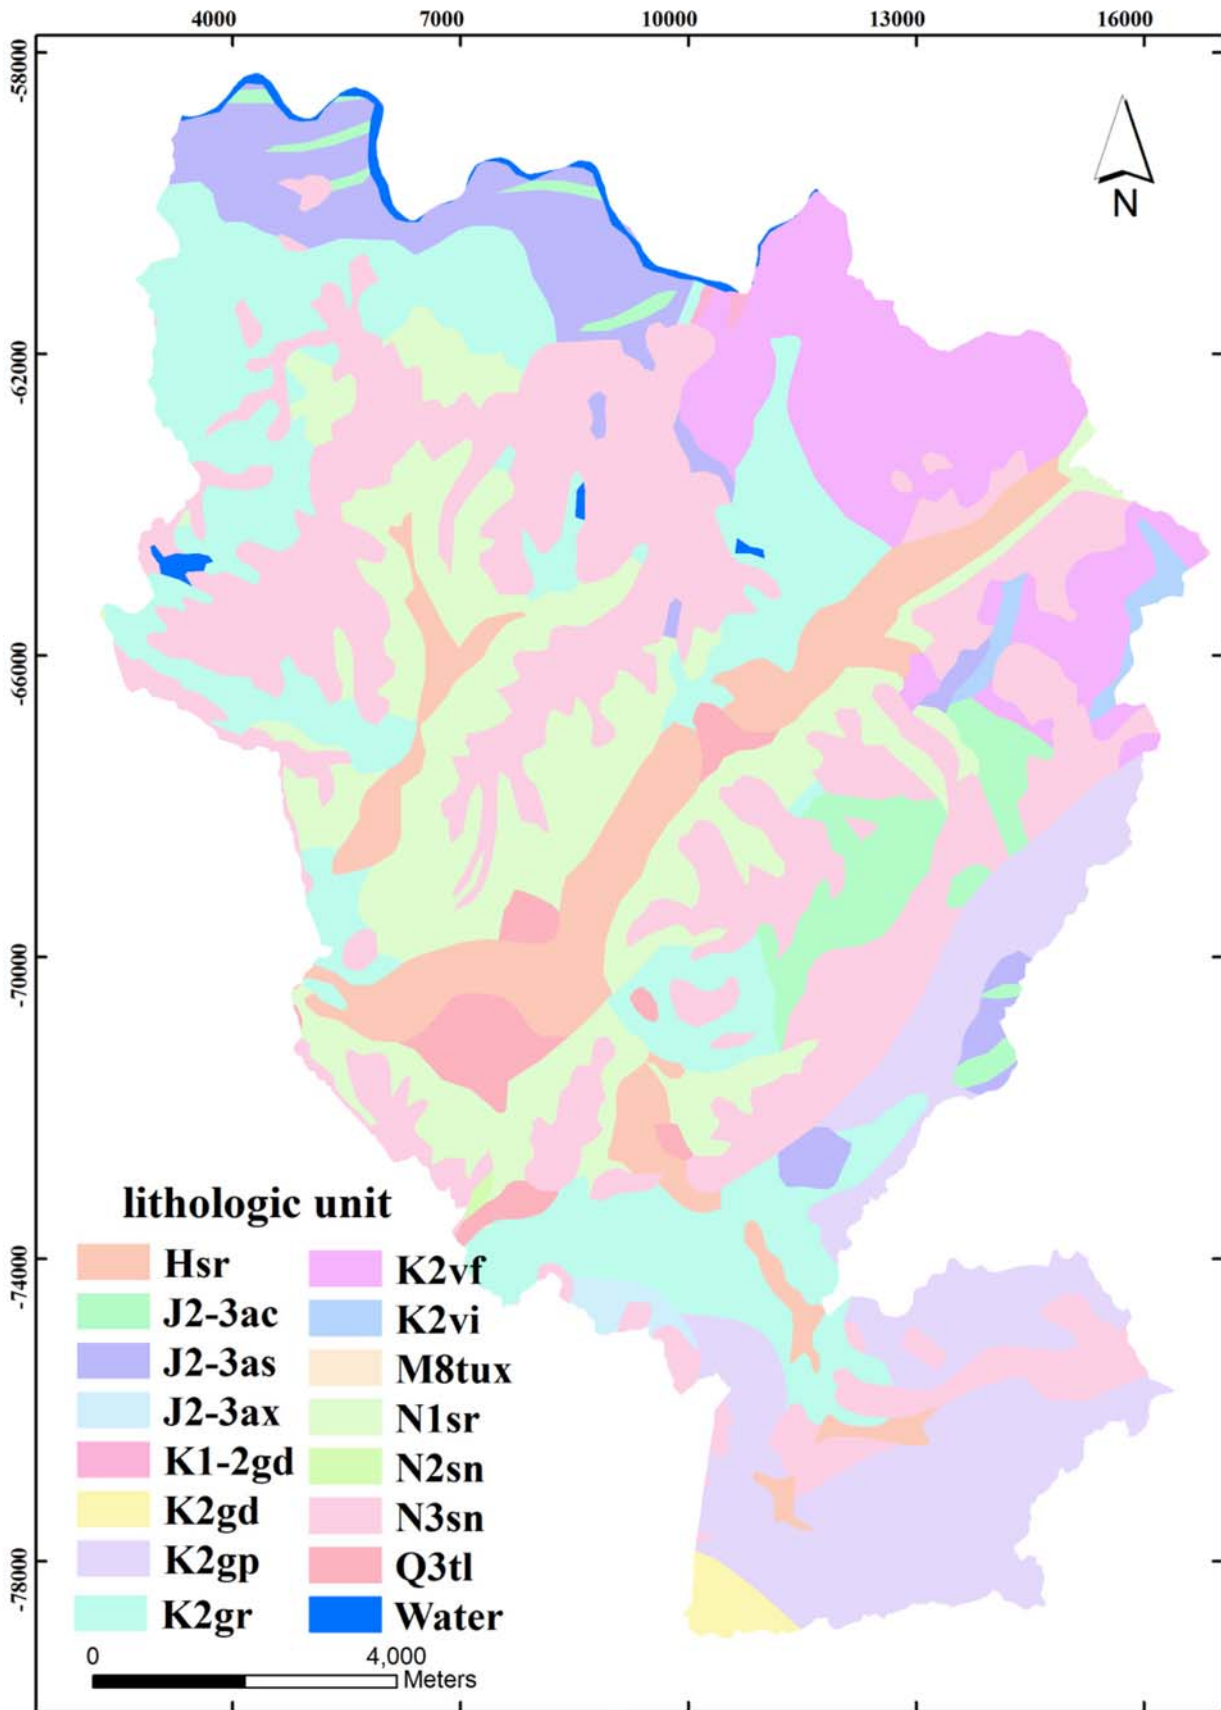 4000 7000 10000 13000 16000
-58000
N
-62000
-66000
-70000
lithologic unit
-74000
Hsr K2vf
J2-3ac K2vi
J2-3as M8tux
J2-3ax N1sr
K1-2gd N2sn
K2gd N3sn
K2gp Q3tl
K2gr Water
-78000
0 4,000
Meters